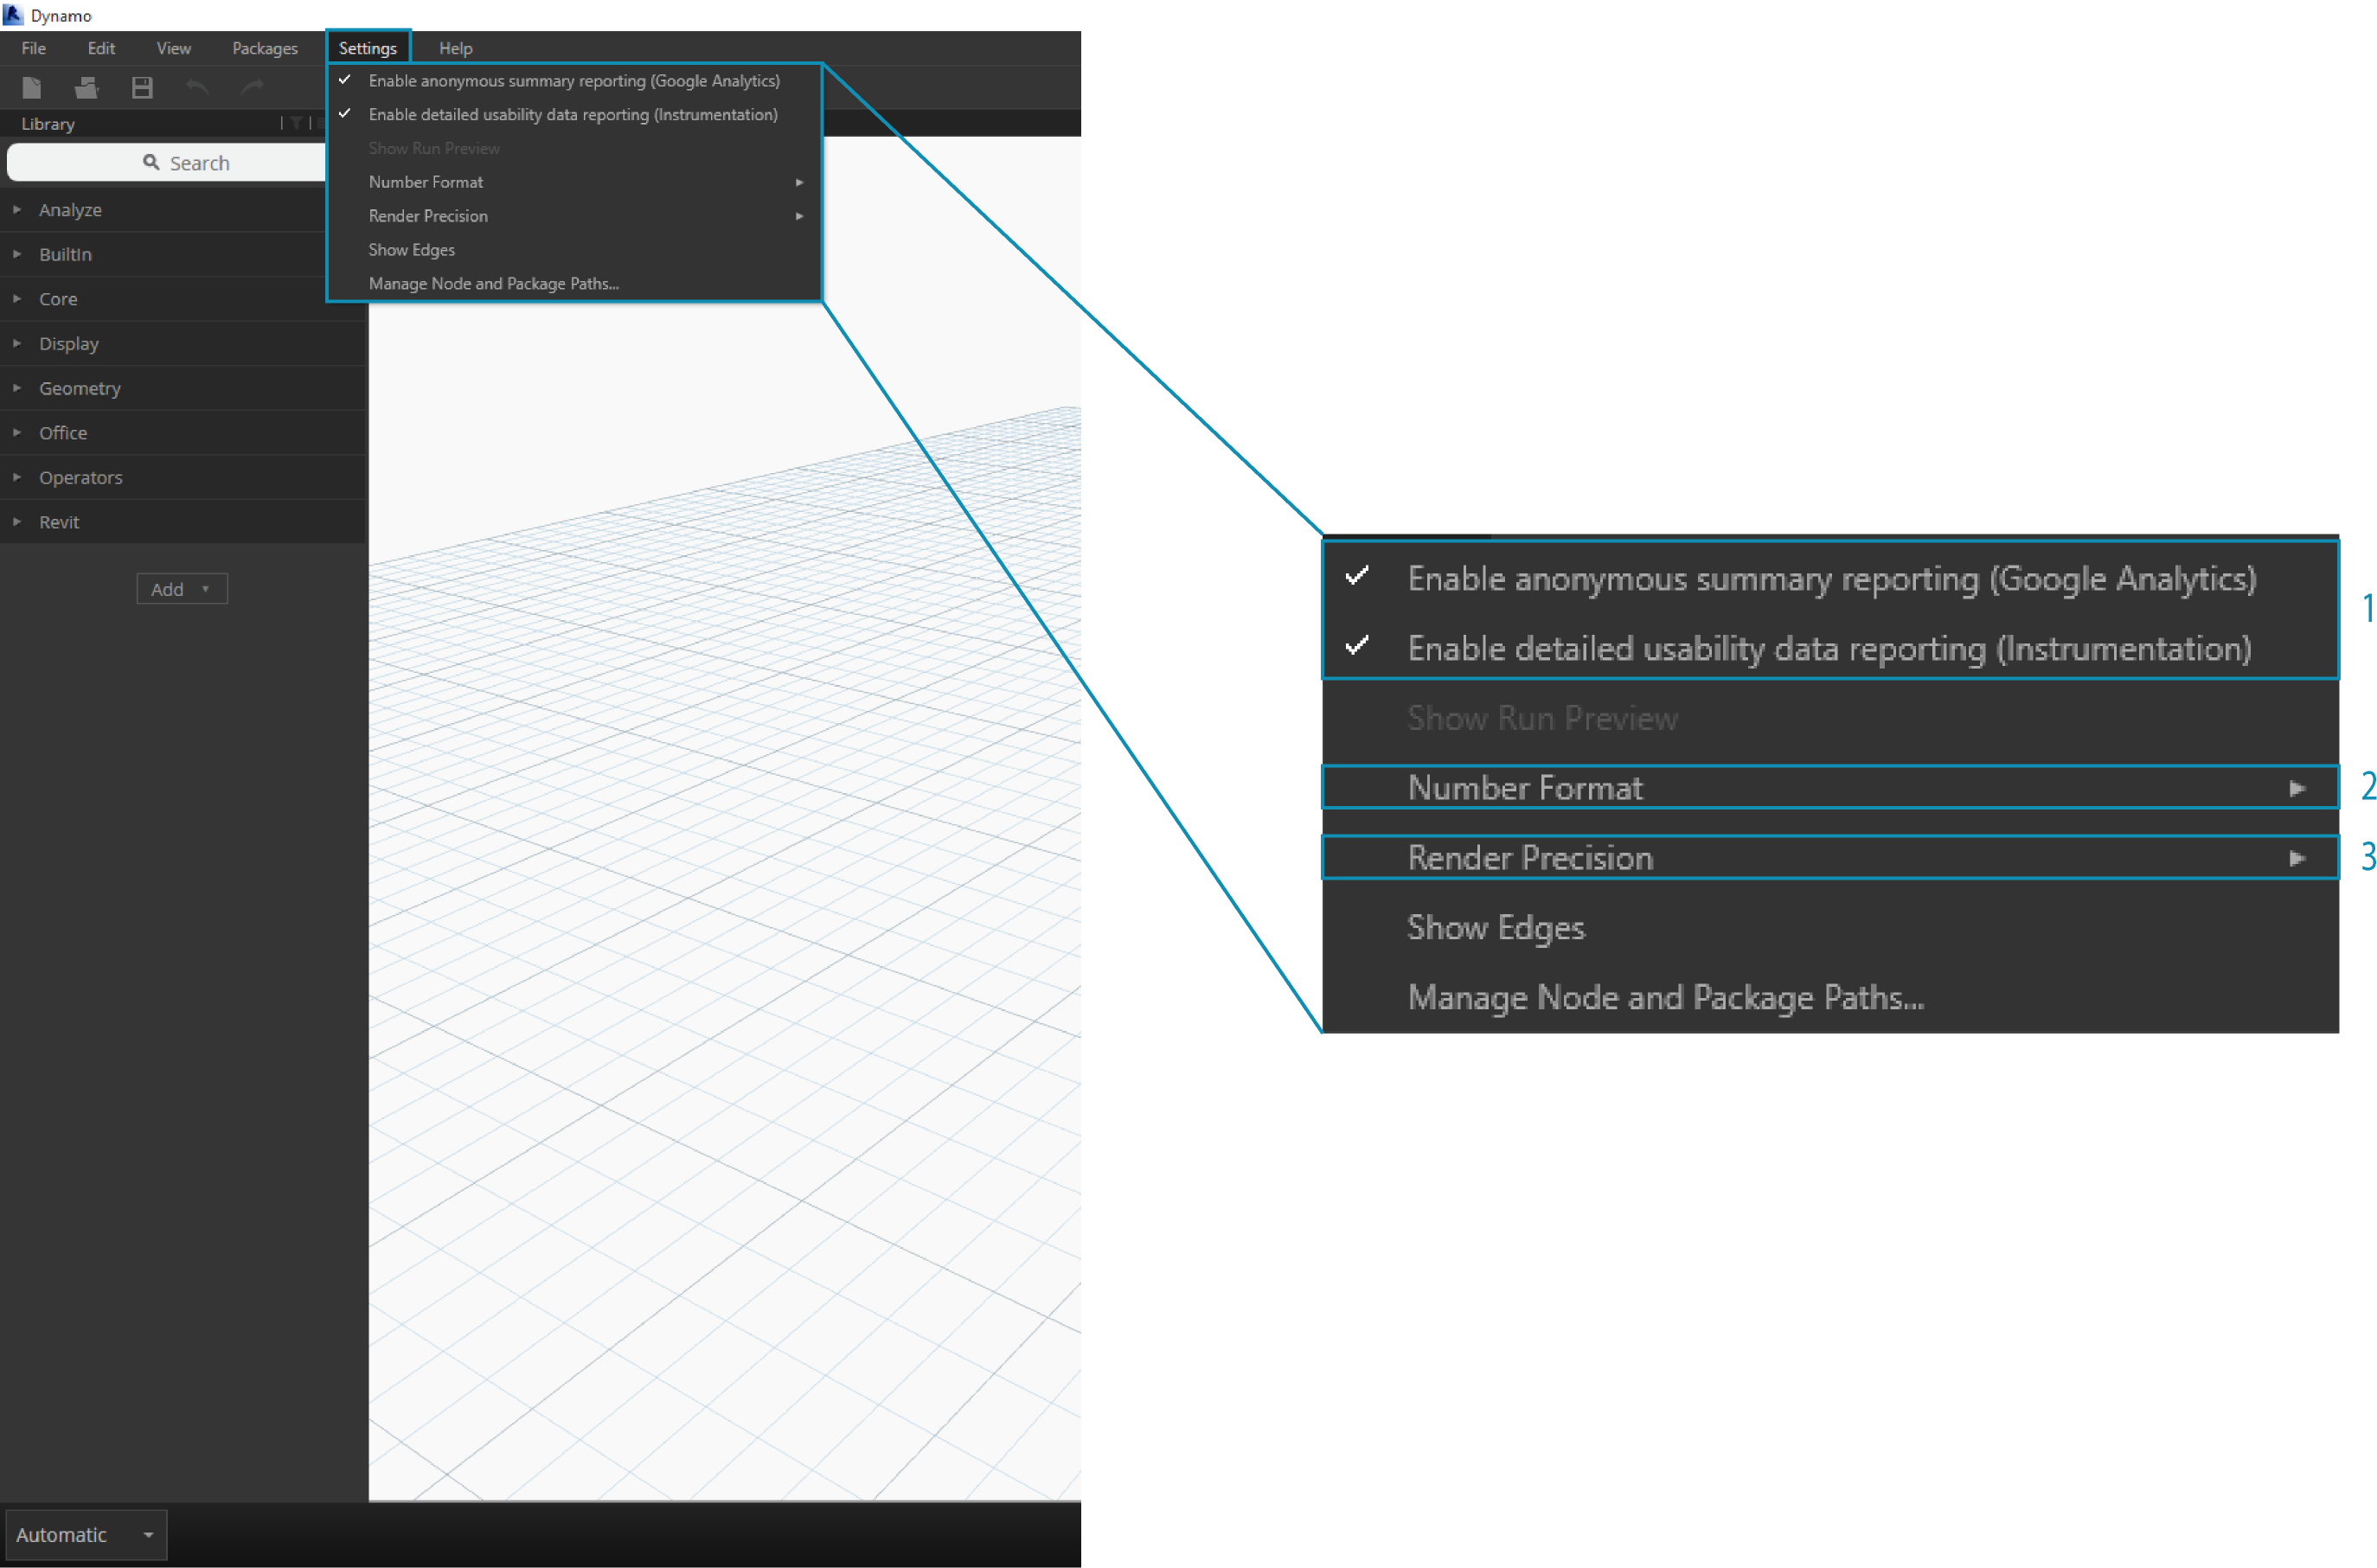 Dynamo
File Edit View Packages Settings Help
Enable anonymous summary reporting (Google Analytics)
Enable detailed usability data reporting (Instrumentation)
Show Run Preview
Number Format
Render Precision
Show Edges
Manage Node and Package Paths...
Library
Search
Analyze
BuiltIn
Core
Display
Geometry
Office
Operators
Revit
Add
Automatic
Enable anonymous summary reporting (Google Analytics)
Enable detailed usability data reporting (Instrumentation)
1
Show Run Preview
Number Format 2
Render Precision 3
Show Edges
Manage Node and Package Paths...